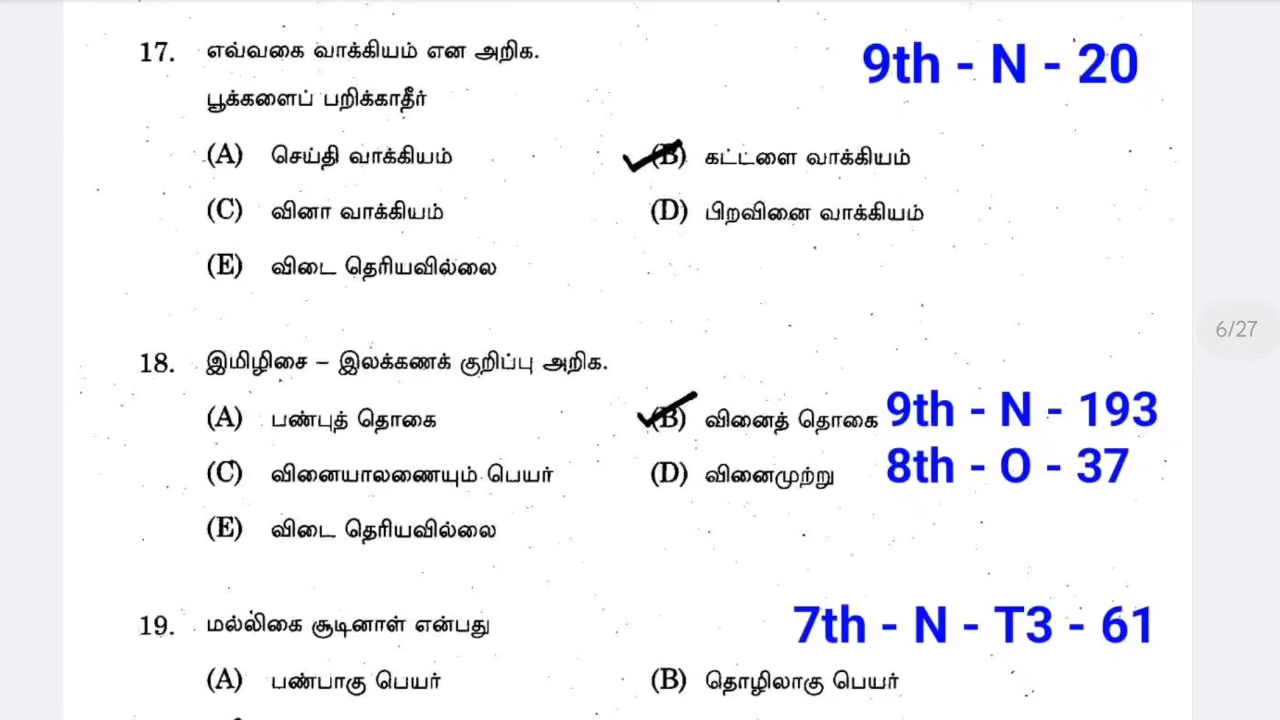 17. எவ்வகை வாக்கியம் என அறிக.
9th - N - 20
பூக்களைப் பறிக்காதீர்
(A) செய்தி வாக்கியம்
(B) கட்டளை வாக்கியம்
(C) வினா வாக்கியம்
(D) பிறவினை வாக்கியம்
(E) விடை தெரியவில்லை
6/27
18. இமிழிசை – இலக்கணக் குறிப்பு அறிக.
(A) பண்புத் தொகை
(B) வினைத் தொகை
9th - N - 193
(C) வினையாலணையும் பெயர்
(D) வினைமுற்று
8th - O - 37
(E) விடை தெரியவில்லை
19. மல்லிகை சூடினாள் என்பது
7th - N - T3 - 61
(A) பண்பாகு பெயர்
(B) தொழிலாகு பெயர்